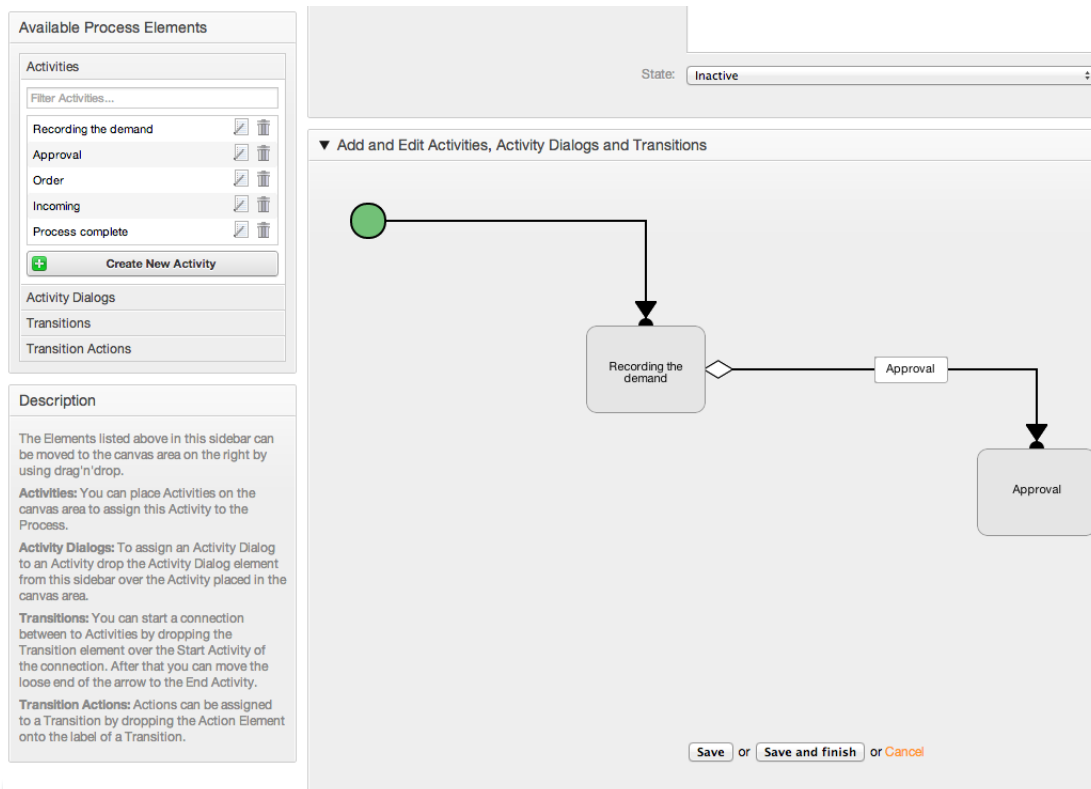 Available Process Elements
Activities
Filter Activities...
Recording the demand
Approval
Order
Incoming
Process complete
Create New Activity
Activity Dialogs
Transitions
Transition Actions
Description
The Elements listed above in this sidebar can
be moved to the canvas area on the right by
using drag'n'drop.
Activities: You can place Activities on the
canvas area to assign this Activity to the
Process.
Activity Dialogs: To assign an Activity Dialog
to an Activity drop the Activity Dialog element
from this sidebar over the Activity placed in the
canvas area.
Transitions: You can start a connection
between to Activities by dropping the
Transition element over the Start Activity of
the connection. After that you can move the
loose end of the arrow to the End Activity.
Transition Actions: Actions can be assigned
to a Transition by dropping the Action Element
onto the label of a Transition.
State: Inactive
▼ Add and Edit Activities, Activity Dialogs and Transitions
Recording the
demand
Approval
Approval
Save or Save and finish or Cancel